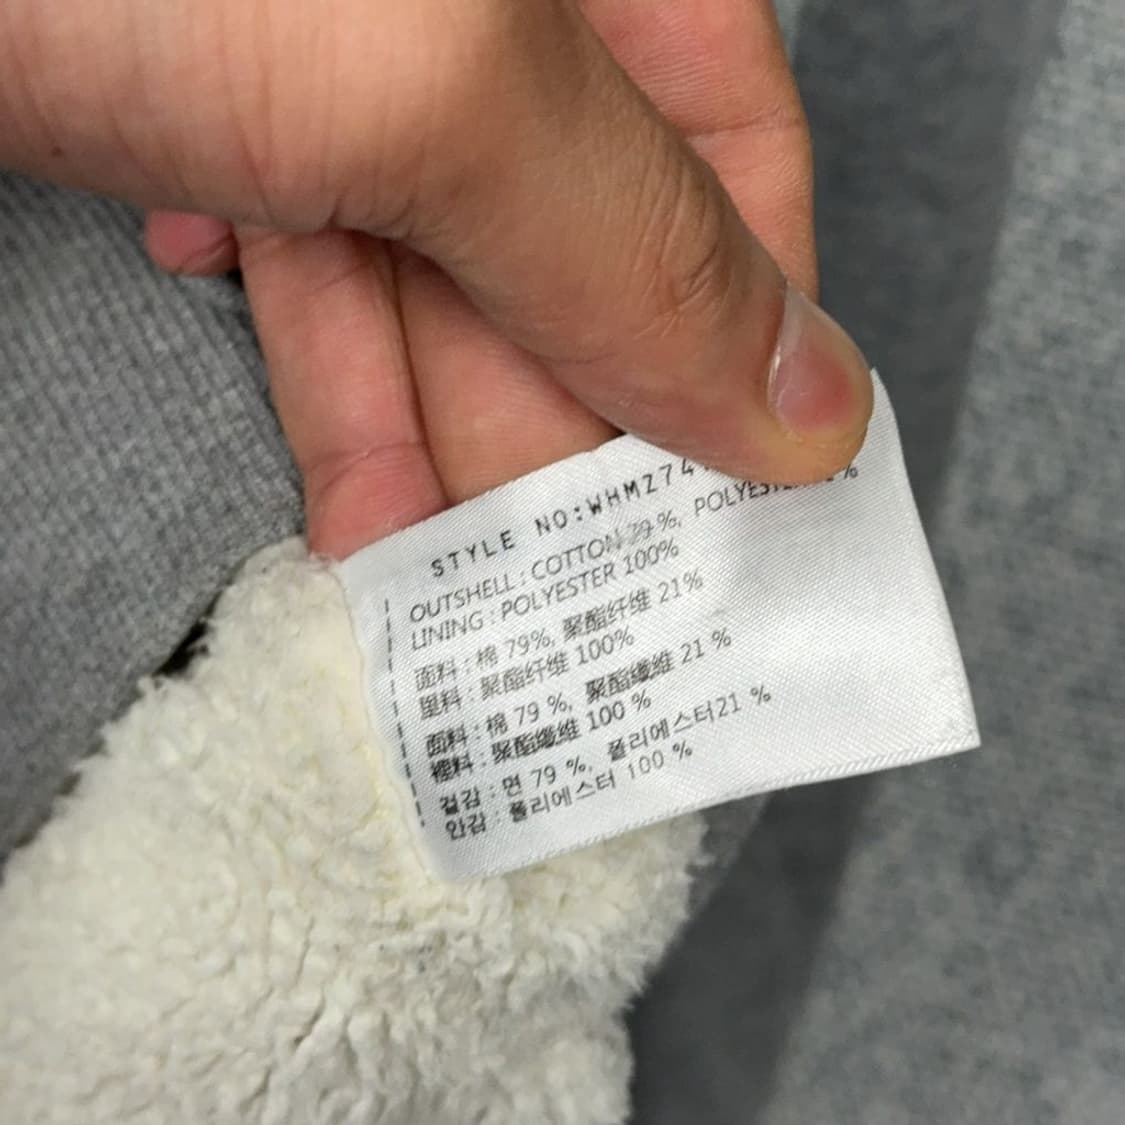 STYLE NO:WHMZ74
OUTSHELL : COTTON 79 %, POLYESTER %
LINING : POLYESTER 100%
面料 : 棉 79%, 聚酯纤维 21%
里料 : 聚酯纤维 100%
面料 : 棉 79 %, 聚酯纖維 21 %
裡料 : 聚酯纖維 100 %
겉감 : 면 79 %, 폴리에스터21 %
안감 : 폴리에스터 100 %